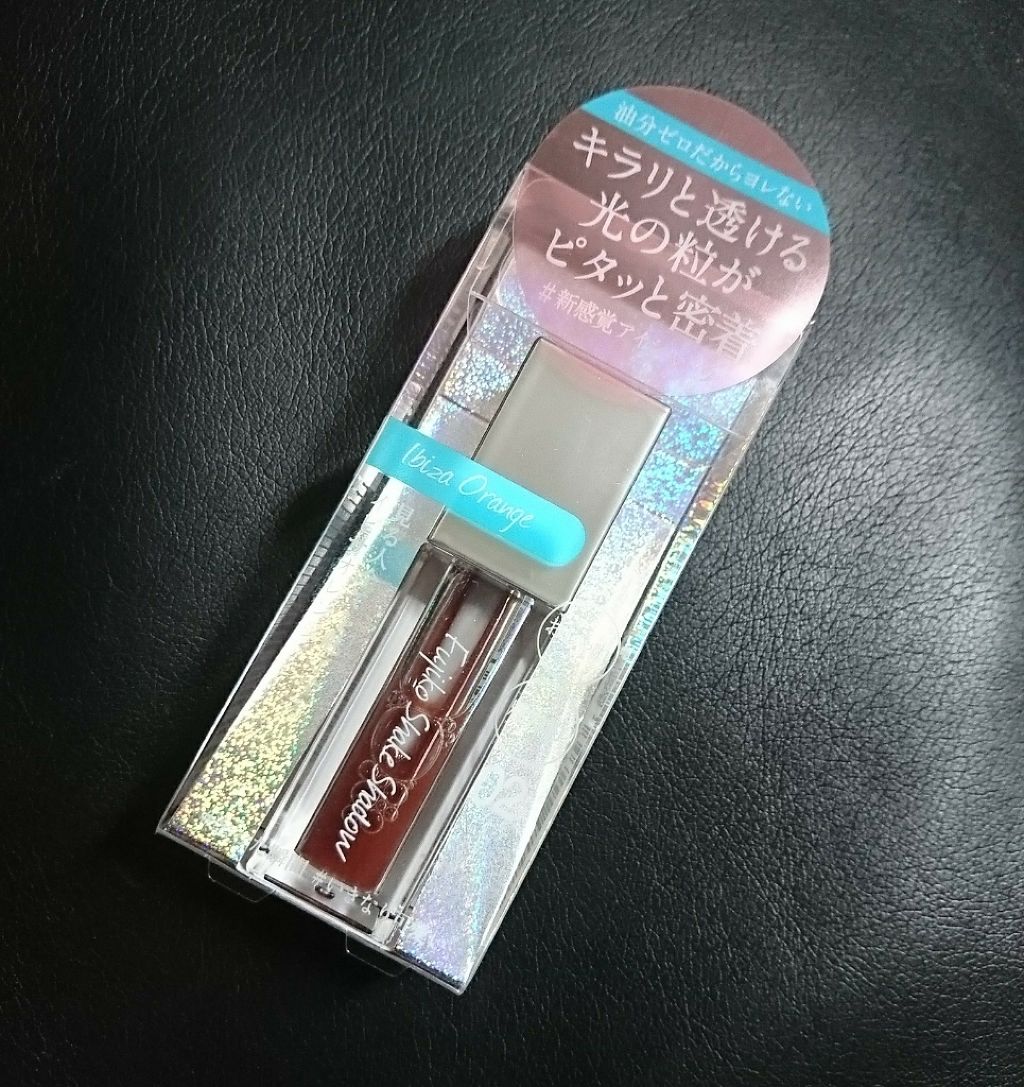 油分ゼロだからヨレない
キラリと透ける
光の粒が
ピタッと密着
#新感覚アイ
Ibiza Orange
Fujiko Shake Shadow